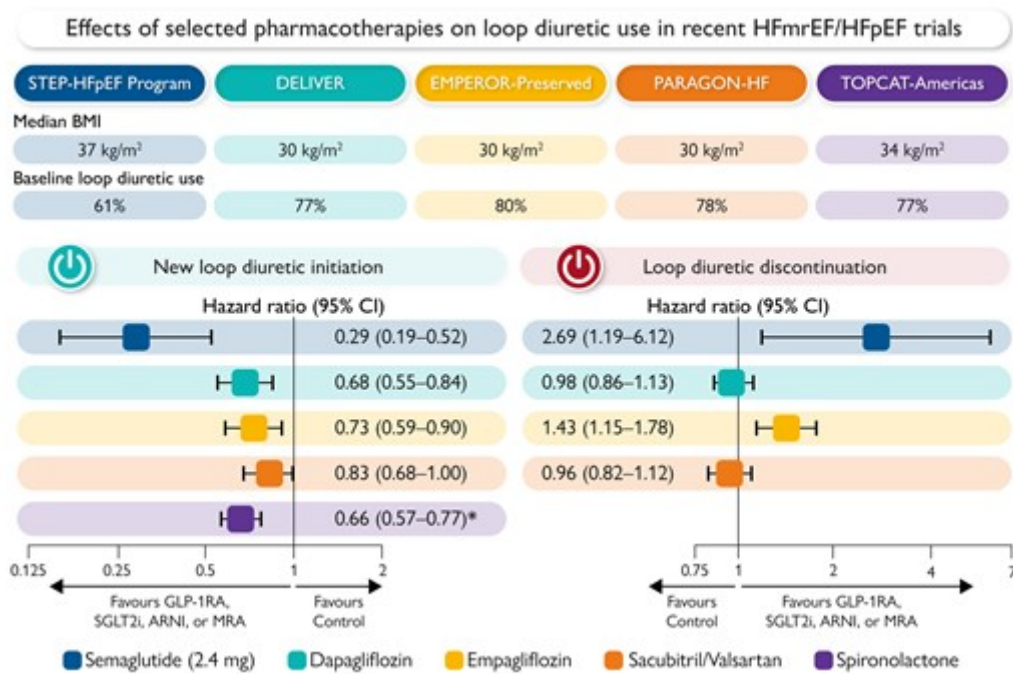 Effects of selected pharmacotherapies on loop diuretic use in recent HFmrEF/HFpEF trials
STEP-HFpEF Program DELIVER EMPEROR-Preserved PARAGON-HF TOPCAT-Americas
Median BMI
37 kg/m² 30 kg/m² 30 kg/m² 30 kg/m² 34 kg/m²
Baseline loop diuretic use
61% 77% 80% 78% 77%
New loop diuretic initiation
Hazard ratio (95% CI)
0.29 (0.19–0.52)
0.68 (0.55–0.84)
0.73 (0.59–0.90)
0.83 (0.68–1.00)
0.66 (0.57–0.77)*
0.125 0.25 0.5 1 2
Favours GLP-1RA,
SGLT2i, ARNI, or MRA
Favours
Control
Loop diuretic discontinuation
Hazard ratio (95% CI)
2.69 (1.19–6.12)
0.98 (0.86–1.13)
1.43 (1.15–1.78)
0.96 (0.82–1.12)
0.75 1 2 4 7
Favours
Control
Favours GLP-1RA,
SGLT2i, ARNI, or MRA
Semaglutide (2.4 mg) Dapagliflozin Empagliflozin Sacubitril/Valsartan Spironolactone